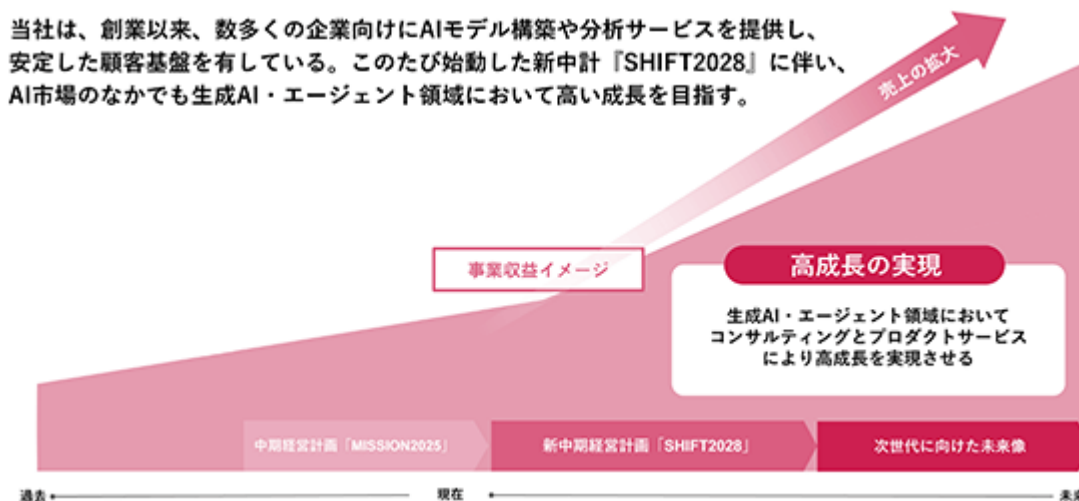 当社は、創業以来、数多くの企業向けにAIモデル構築や分析サービスを提供し、
安定した顧客基盤を有している。このたび始動した新中計『SHIFT2028』に伴い、
AI市場のなかでも生成AI・エージェント領域において高い成長を目指す。
売上の拡大
事業収益イメージ
高成長の実現
生成AI・エージェント領域において
コンサルティングとプロダクトサービス
により高成長を実現させる
中期経営計画「MISSION2025」
新中期経営計画「SHIFT2028」
次世代に向けた未来像
過去
現在
未来